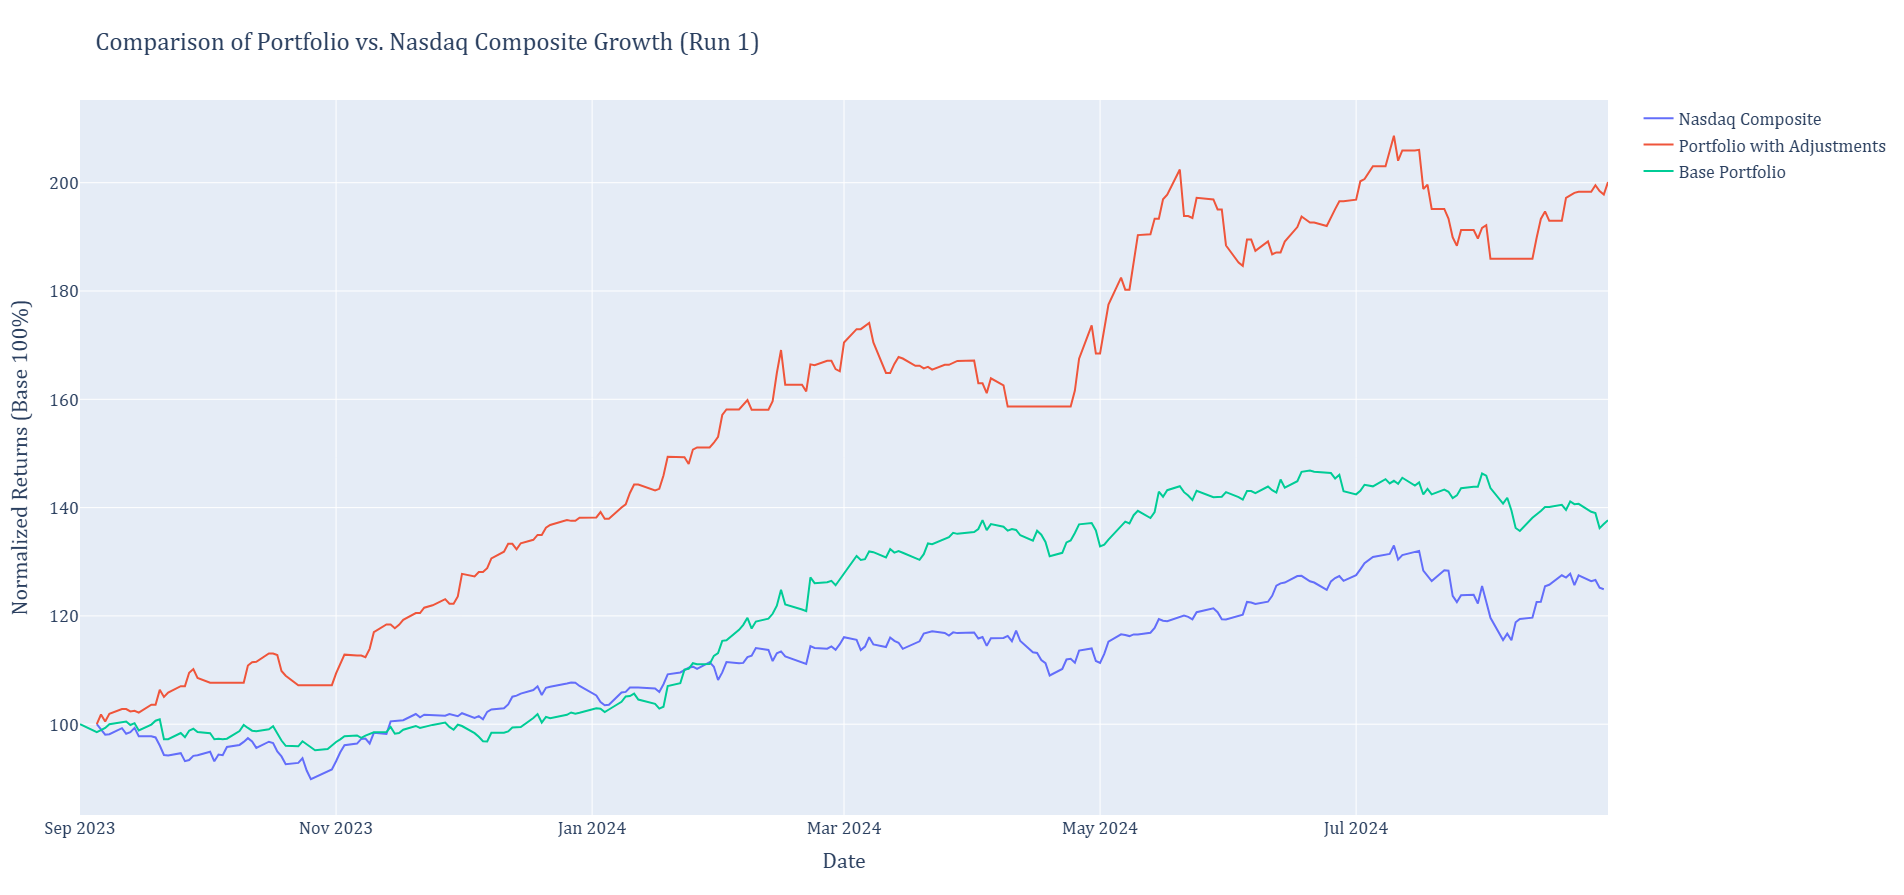 Comparison of Portfolio vs. Nasdaq Composite Growth (Run 1)
Nasdaq Composite
Portfolio with Adjustments
Base Portfolio
Normalized Returns (Base 100%)
200
180
160
140
120
100
Sep 2023
Nov 2023
Jan 2024
Mar 2024
May 2024
Jul 2024
Date